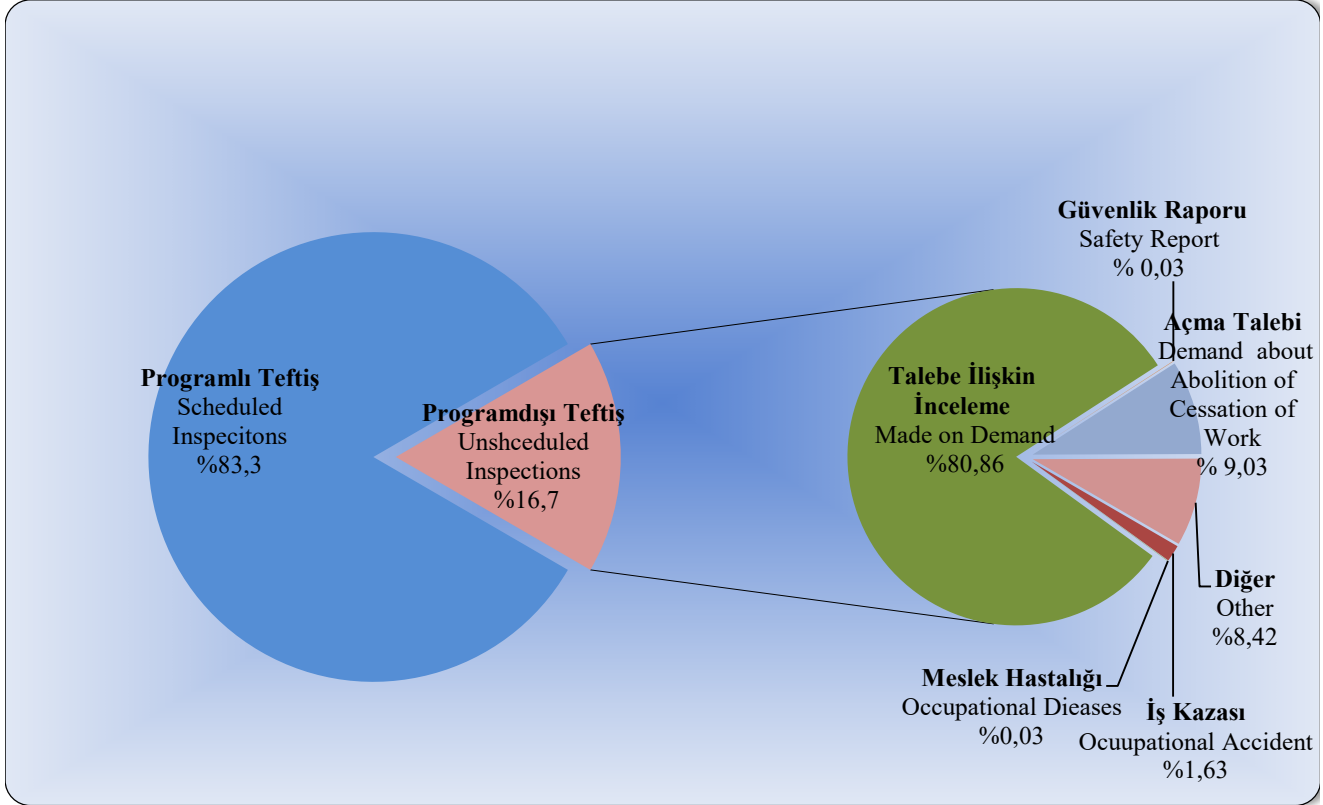 Programlı Teftiş
Scheduled
Inspecitons
%83,3
Programdışı Teftiş
Unshceduled
Inspections
%16,7
Talebe İlişkin
İnceleme
Made on Demand
%80,86
Güvenlik Raporu
Safety Report
% 0,03
Açma Talebi
Demand about
Abolition of
Cessation of
Work
% 9,03
Diğer
Other
%8,42
Meslek Hastalığı
Occupational Dieases
%0,03
İş Kazası
Ocuupational Accident
%1,63